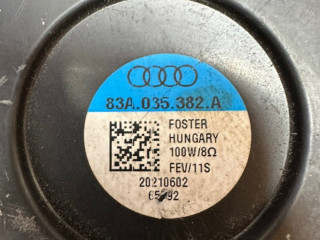 83A.035.382.A
FOSTER
HUNGARY
100W/8Ω
FEV/11S
20210602